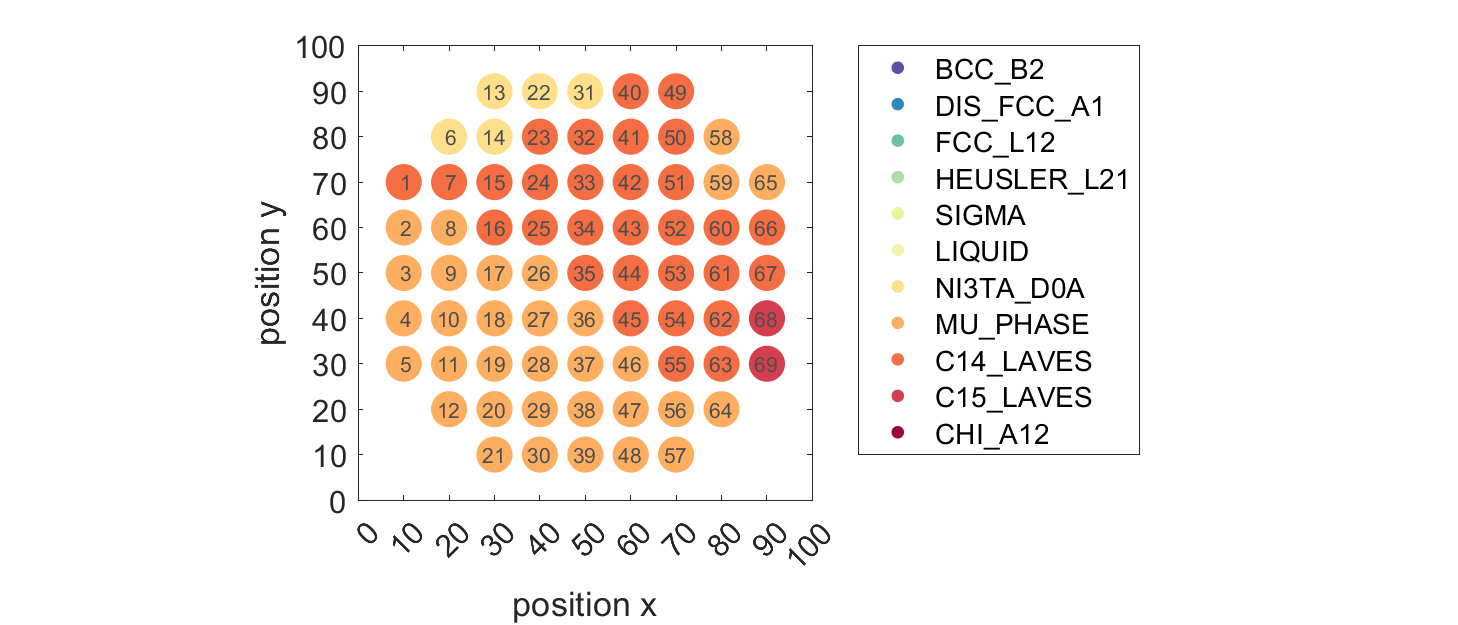 100
90
80
70
60
50
40
30
20
10
0
position y
13 22 31 40 49
6 14 23 32 41 50 58
1 7 15 24 33 42 51 59 65
2 8 16 25 34 43 52 60 66
3 9 17 26 35 44 53 61 67
4 10 18 27 36 45 54 62 68
5 11 19 28 37 46 55 63 69
12 20 29 38 47 56 64
21 30 39 48 57
0 10 20 30 40 50 60 70 80 90 100
position x
BCC_B2
DIS_FCC_A1
FCC_L12
HEUSLER_L21
SIGMA
LIQUID
NI3TA_D0A
MU_PHASE
C14_LAVES
C15_LAVES
CHI_A12